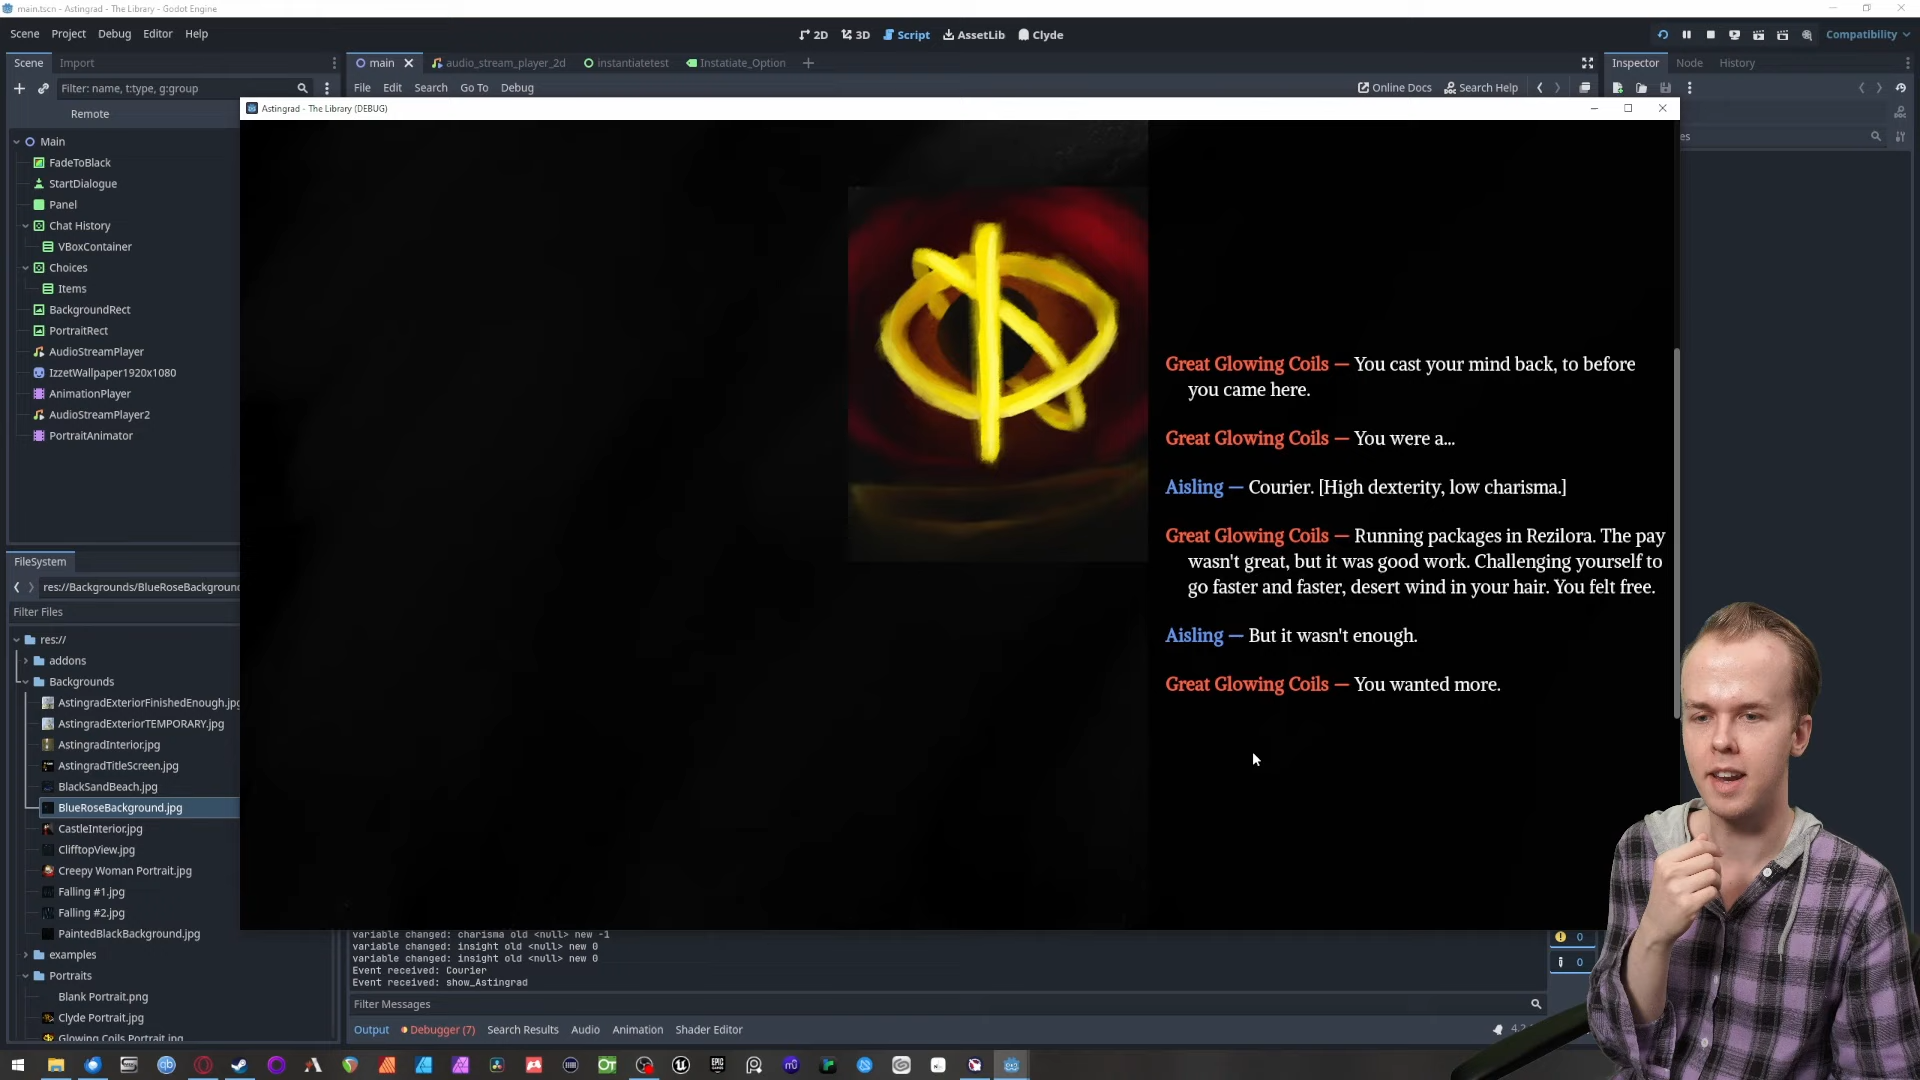 main.tscn - Astingrad - The Library - Godot Engine
Scene Project Debug Editor Help
2D 3D Script AssetLib Clyde
Compatibility
Scene Import
main audio_stream_player_2d instantiatetest Instatiate_Option
Inspector Node History
Filter: name, t:type, g:group
File Edit Search Go To Debug
Online Docs Search Help
Remote
Astingrad - The Library (DEBUG)
Main
FadeToBlack
StartDialogue
Panel
Chat History
VBoxContainer
Choices
Items
BackgroundRect
PortraitRect
AudioStreamPlayer
IzzetWallpaper1920x1080
AnimationPlayer
AudioStreamPlayer2
PortraitAnimator
Great Glowing Coils — You cast your mind back, to before
you came here.
Great Glowing Coils — You were a...
Aisling — Courier. [High dexterity, low charisma.]
Great Glowing Coils — Running packages in Rezilora. The pay
wasn't great, but it was good work. Challenging yourself to
go faster and faster, desert wind in your hair. You felt free.
Aisling — But it wasn't enough.
Great Glowing Coils — You wanted more.
FileSystem
res://Backgrounds/BlueRoseBackground
Filter Files
res://
addons
Backgrounds
AstingradExteriorFinishedEnough.jpg
AstingradExteriorTEMPORARY.jpg
AstingradInterior.jpg
AstingradTitleScreen.jpg
BlackSandBeach.jpg
BlueRoseBackground.jpg
CastleInterior.jpg
ClifftopView.jpg
Creepy Woman Portrait.jpg
Falling #1.jpg
Falling #2.jpg
PaintedBlackBackground.jpg
examples
Portraits
Blank Portrait.png
Clyde Portrait.jpg
Glowing Coils Portrait.jpg
variable changed: charisma old <null> new -1
variable changed: insight old <null> new 0
variable changed: insight old <null> new 0
Event received: Courier
Event received: show_Astingrad
0
0
Filter Messages
Output Debugger (7) Search Results Audio Animation Shader Editor